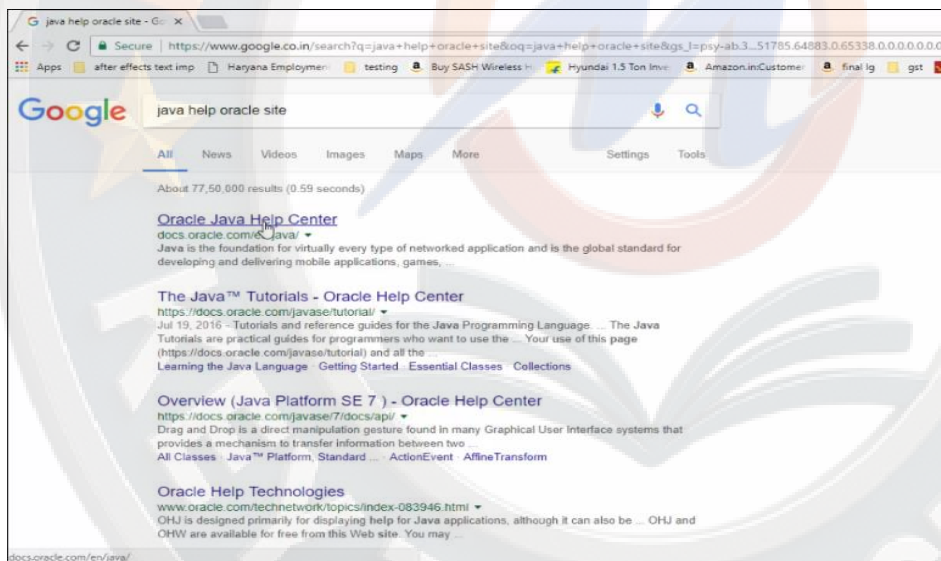 java help oracle site - Go
Secure | https://www.google.co.in/search?q=java+help+oracle+site&oq=java+help+oracle+site&gs_l=psy-ab.3...51785.64883.0.65338.0.0.0.0.0.0.0
Apps after effects text imp Haryana Employmen testing Buy SASH Wireless H Hyundai 1.5 Ton Inve Amazon.in:Customer final lg gst
Google java help oracle site
All News Videos Images Maps More Settings Tools
About 77,50,000 results (0.59 seconds)
Oracle Java Help Center
docs.oracle.com/en/java/
Java is the foundation for virtually every type of networked application and is the global standard for
developing and delivering mobile applications, games, ...
The Java™ Tutorials - Oracle Help Center
https://docs.oracle.com/javase/tutorial/
Jul 19, 2016 - Tutorials and reference guides for the Java Programming Language. ... The Java
Tutorials are practical guides for programmers who want to use the ... Your use of this page
(https://docs.oracle.com/javase/tutorial) and all the ...
Learning the Java Language · Getting Started · Essential Classes · Collections
Overview (Java Platform SE 7 ) - Oracle Help Center
https://docs.oracle.com/javase/7/docs/api/
Drag and Drop is a direct manipulation gesture found in many Graphical User Interface systems that
provides a mechanism to transfer information between two ...
All Classes · Java™ Platform, Standard ... · ActionEvent · AffineTransform
Oracle Help Technologies
www.oracle.com/technetwork/topics/index-083946.html
OHJ is designed primarily for displaying help for Java applications, although it can also be ... OHJ and
OHW are available for free from this Web site. You may ...
docs.oracle.com/en/java/